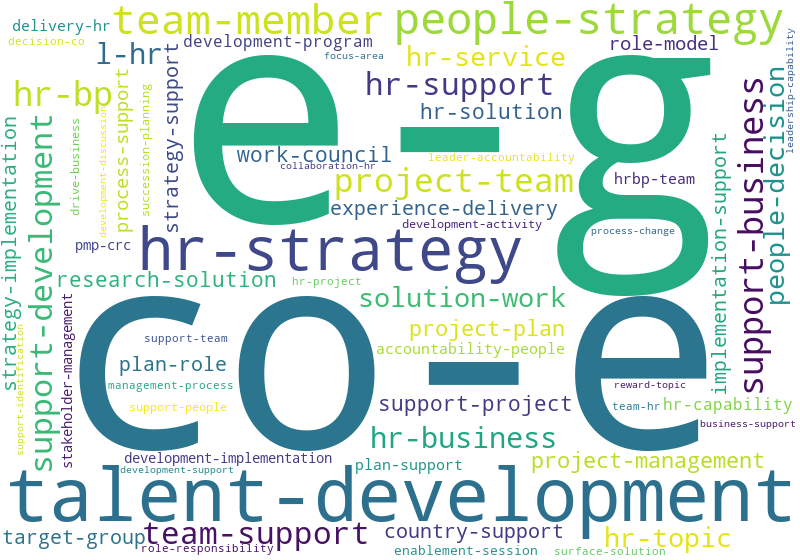 delivery-hr
team-member
people-strategy
decision-co
l-hr
development-program
focus-area
hr-service
role-model
leadership-capability
hr-bp
process-support
succession-planning
strategy-support
e-g
hr-support
hr-solution
support-business
people-decision
drive-business
development-discussion
work-council
collaboration-hr
leader-accountability
strategy-implementation
support-development
project-team
hrbp-team
implementation-support
experience-delivery
development-activity
process-change
pmp-crc
hr-strategy
research-solution
hr-project
solution-work
co-e
support-identification
stakeholder-management
support-team
project-plan
plan-role
accountability-people
management-process
reward-topic
support-people
support-project
team-hr
hr-capability
business-support
hr-business
development-implementation
development-support
plan-support
project-management
talent-development
target-group
team-support
country-support
hr-topic
role-responsibility
enablement-session
surface-solution